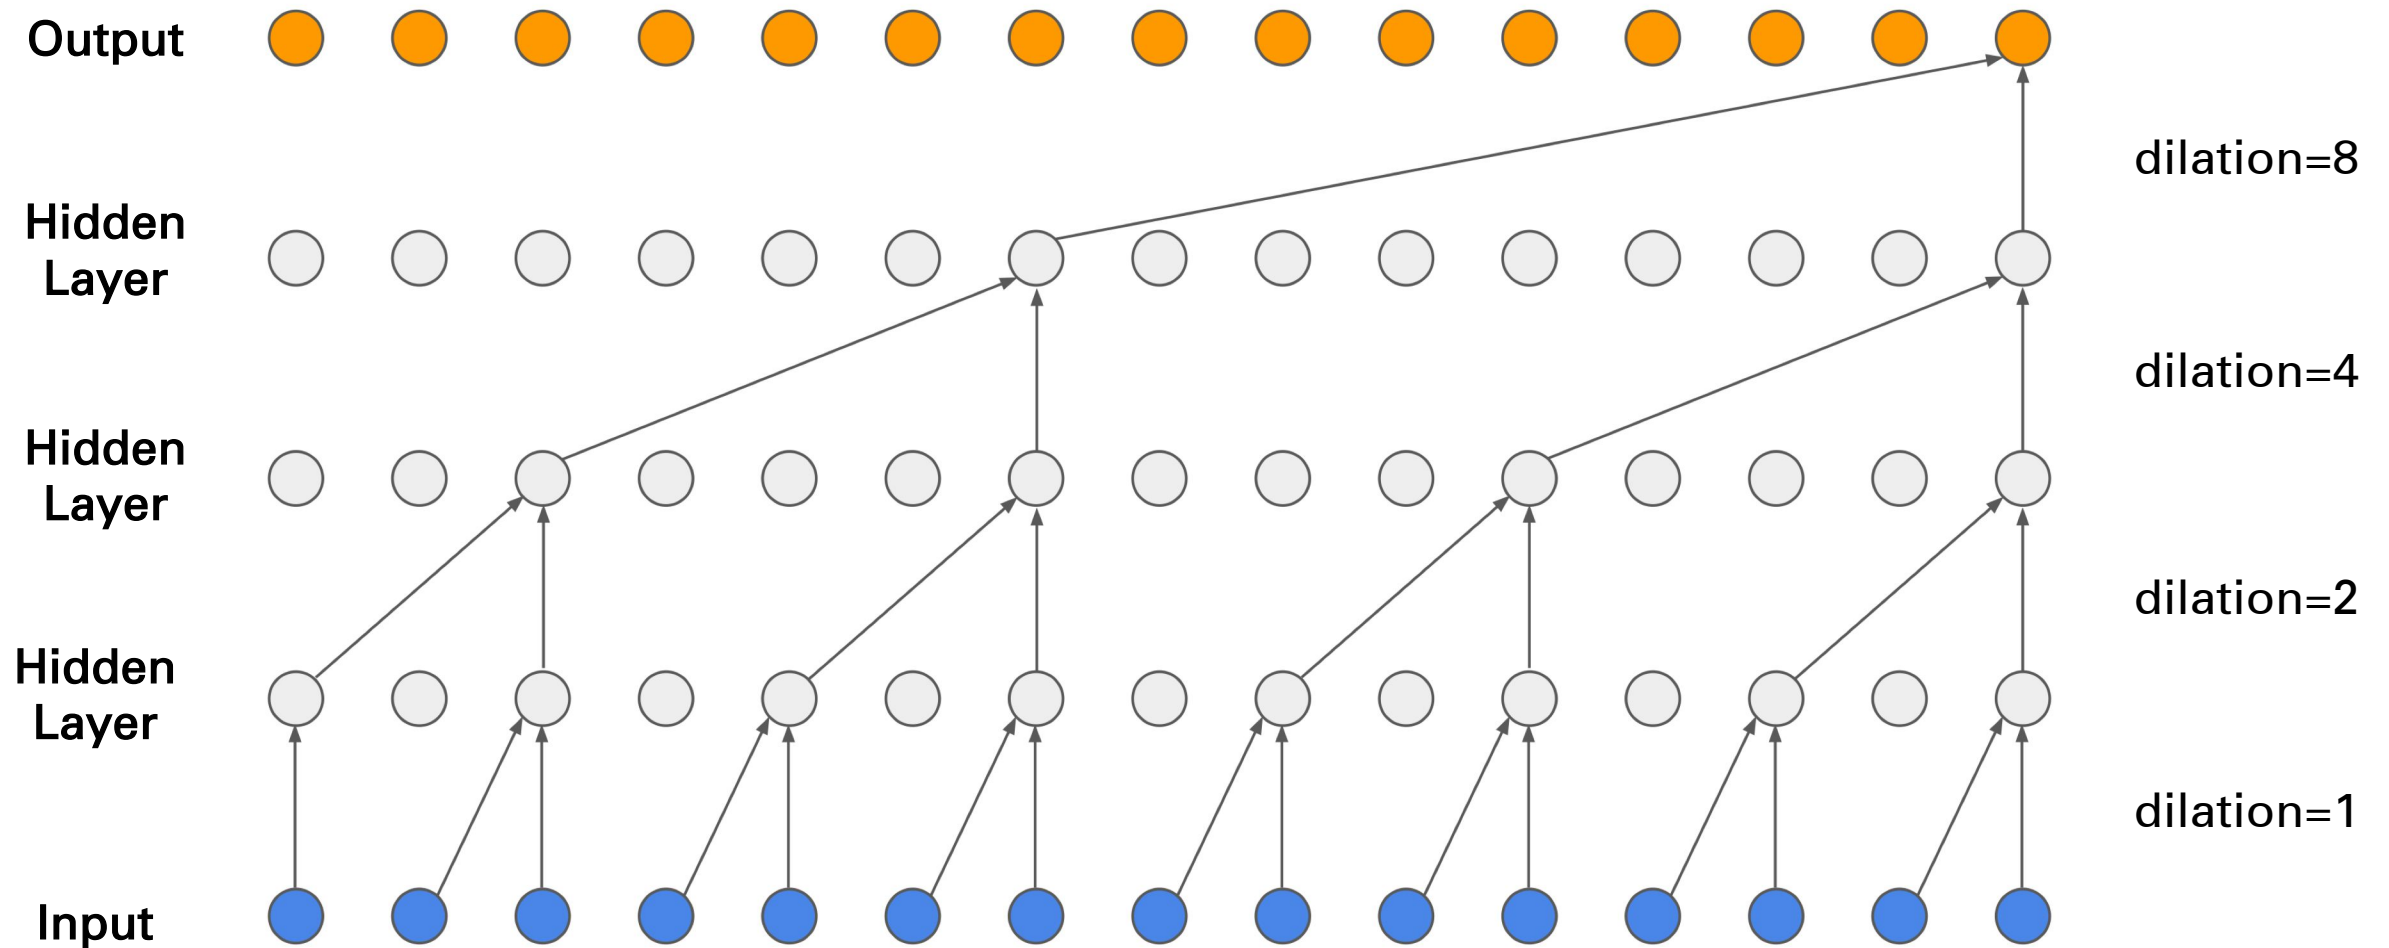 Output
dilation=8
Hidden
Layer
dilation=4
Hidden
Layer
dilation=2
Hidden
Layer
dilation=1
Input